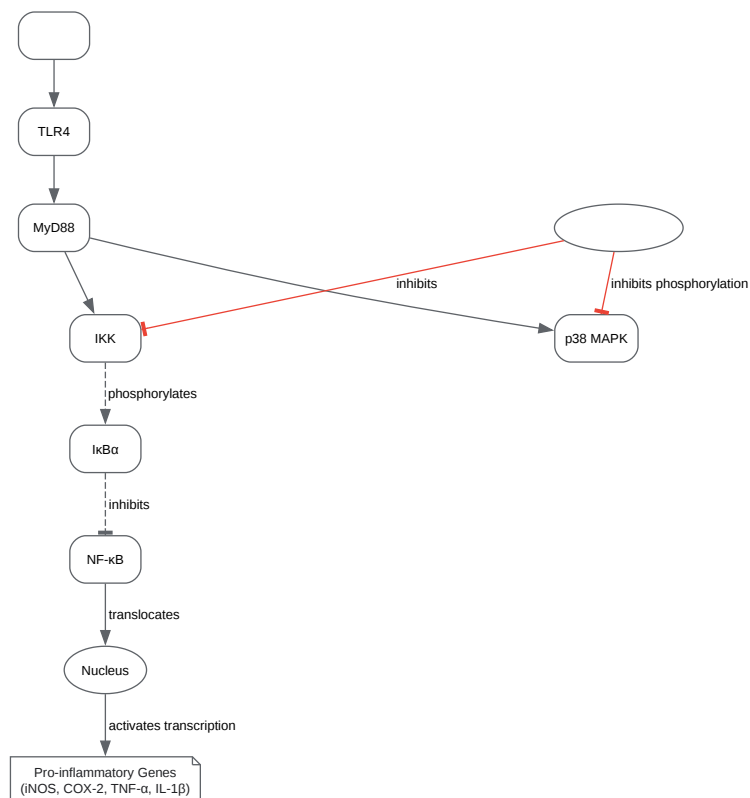 TLR4
MyD88
inhibits
inhibits phosphorylation
IKK
p38 MAPK
phosphorylates
IκBα
inhibits
NF-κB
translocates
Nucleus
activates transcription
Pro-inflammatory Genes
(iNOS, COX-2, TNF-α, IL-1β)